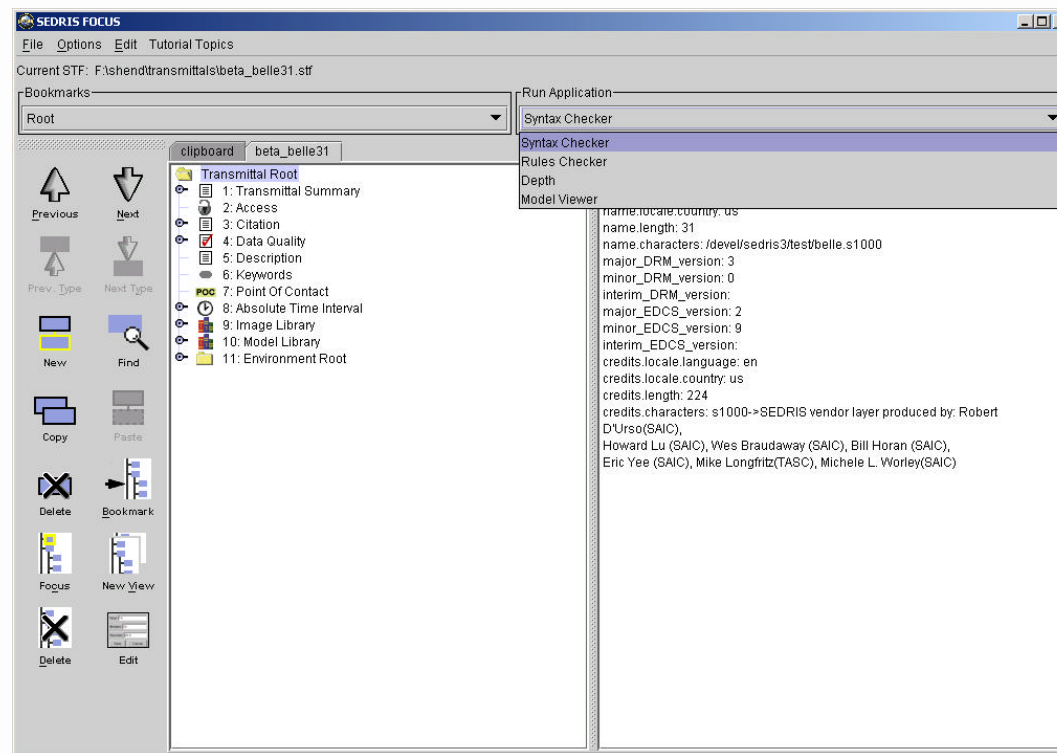 SEDRIS FOCUS
File Options Edit Tutorial Topics
Current STF: F:\shend\transmittals\beta_belle31.stf
Bookmarks
Root
Run Application
Syntax Checker
Syntax Checker
Rules Checker
Depth
Model Viewer
Previous
Next
Prev. Type
Next Type
New
Find
Copy
Paste
Delete
Bookmark
Focus
New View
Delete
Edit
clipboard
beta_belle31
Transmittal Root
1: Transmittal Summary
2: Access
3: Citation
4: Data Quality
5: Description
6: Keywords
POC 7: Point Of Contact
8: Absolute Time Interval
9: Image Library
10: Model Library
11: Environment Root
name.locale.country: us
name.length: 31
name.characters: /devel/sedris3/test/belle.s1000
major_DRM_version: 3
minor_DRM_version: 0
interim_DRM_version:
major_EDCS_version: 2
minor_EDCS_version: 9
interim_EDCS_version:
credits.locale.language: en
credits.locale.country: us
credits.length: 224
credits.characters: s1000->SEDRIS vendor layer produced by: Robert
D'Urso(SAIC),
Howard Lu (SAIC), Wes Braudaway (SAIC), Bill Horan (SAIC),
Eric Yee (SAIC), Mike Longfritz(TASC), Michele L. Worley(SAIC)